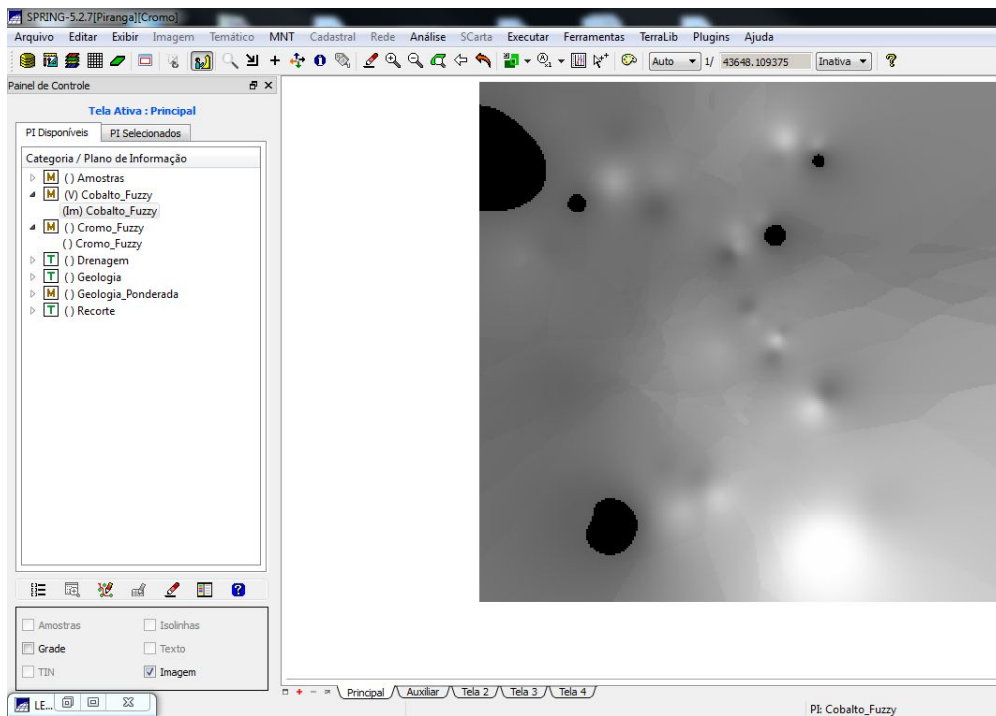 SPRING-5.2.7[Piranga][Cromo]
Arquivo Editar Exibir Imagem Temático MNT Cadastral Rede Análise SCarta Executar Ferramentas TerraLib Plugins Ajuda
Auto 1/ 43648.109375 Inativa
Painel de Controle
Tela Ativa : Principal
PI Disponíveis PI Selecionados
Categoria / Plano de Informação
M () Amostras
M (V) Cobalto_Fuzzy
(Im) Cobalto_Fuzzy
M () Cromo_Fuzzy
() Cromo_Fuzzy
T () Drenagem
T () Geologia
M () Geologia_Ponderada
T () Recorte
Amostras Isolinhas
Grade Texto
TIN Imagem
Principal Auxiliar Tela 2 Tela 3 Tela 4
LE...
PI: Cobalto_Fuzzy